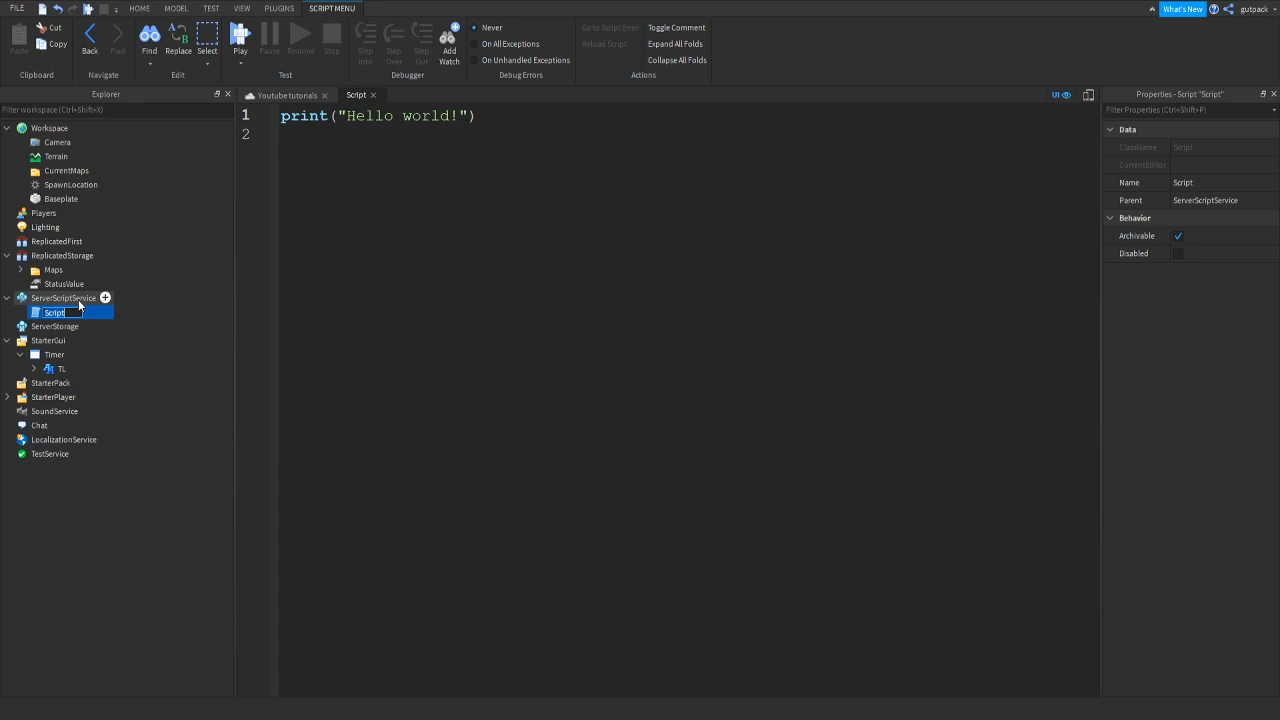 FILE HOME MODEL TEST VIEW PLUGINS SCRIPT MENU What's New gutpack
Paste Cut Copy Back Fwd Find Replace Select Play Pause Resume Stop Step Into Step Over Step Out Add Watch
Never
On All Exceptions
On Unhandled Exceptions
Go to Script Error
Reload Script
Toggle Comment
Expand All Folds
Collapse All Folds
Clipboard Navigate Edit Test Debugger Debug Errors Actions
Explorer
Filter workspace (Ctrl+Shift+X)
Workspace
Camera
Terrain
CurrentMaps
SpawnLocation
Baseplate
Players
Lighting
ReplicatedFirst
ReplicatedStorage
Maps
StatusValue
ServerScriptService
Script
ServerStorage
StarterGui
Timer
TL
StarterPack
StarterPlayer
SoundService
Chat
LocalizationService
TestService
Youtube tutorials Script UI
1 print("Hello world!")
2
Properties - Script "Script"
Filter Properties (Ctrl+Shift+P)
Data
ClassName Script
CurrentEditor
Name Script
Parent ServerScriptService
Behavior
Archivable
Disabled